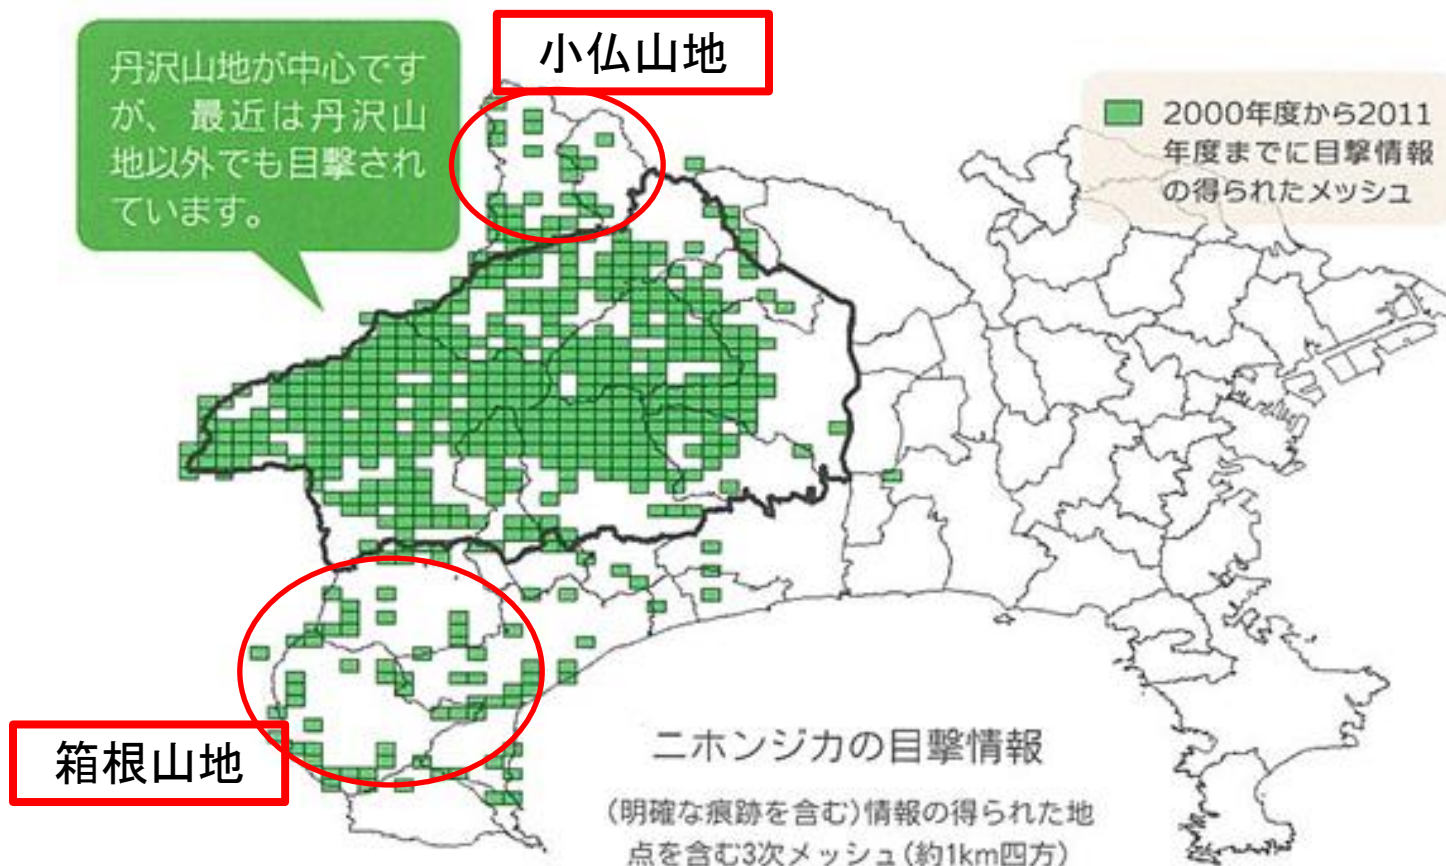 小仏山地
丹沢山地が中心です
が、最近は丹沢山
地以外でも目撃され
ています。
2000年度から2011
年度までに目撃情報
の得られたメッシュ
箱根山地
ニホンジカの目撃情報
(明確な痕跡を含む)情報の得られた地
点を含む3次メッシュ(約1km四方)